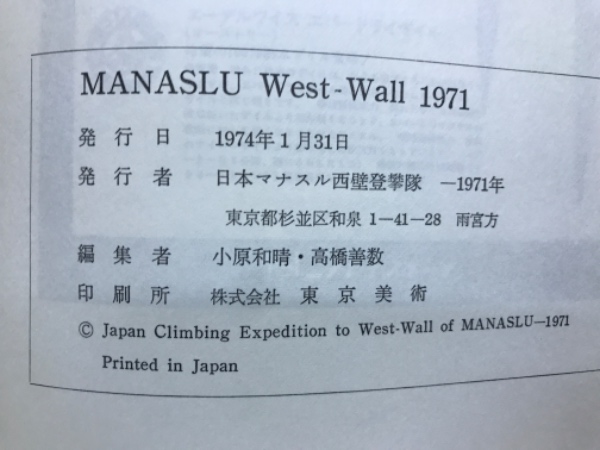 MANASLU West-Wall 1971
発行日 1974年1月31日
発行者 日本マナスル西壁登攀隊 ―1971年
東京都杉並区和泉 1―41―28 雨宮方
編集者 小原和晴・高橋善数
印刷所 株式会社 東京美術
© Japan Climbing Expedition to West-Wall of MANASLU―1971
Printed in Japan